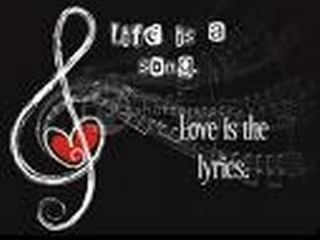 Life is a
song.
Love is the
lyrics.